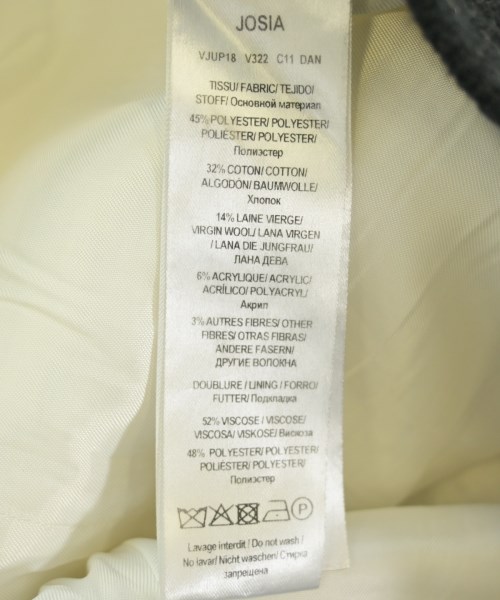 JOSIA
VJUP18 V322 C11 DAN
TISSU/ FABRIC/ TEJIDO/
STOFF/ Основной материал
45% POLYESTER/ POLYESTER/
POLIÉSTER/ POLYESTER/
Полиэстер
32% COTON/ COTTON/
ALGODÓN/ BAUMWOLLE/
Хлопок
14% LAINE VIERGE/
VIRGIN WOOL/ LANA VIRGEN
/ LANA DIE JUNGFRAU/
ЛАНА ДЕВА
6% ACRYLIQUE/ ACRYLIC/
ACRÍLICO/ POLYACRYL/
Акрил
3% AUTRES FIBRES/ OTHER
FIBRES/ OTRAS FIBRAS/
ANDERE FASERN/
ДРУГИЕ ВОЛОКНА
DOUBLURE / LINING / FORRO/
FUTTER/ Подкладка
52% VISCOSE / VISCOSE/
VISCOSA/ VISKOSE/ Вискоза
48% POLYESTER/ POLYESTER/
POLIÉSTER/ POLYESTER/
Полиэстер
P
Lavage interdit / Do not wash /
No lavar/ Nicht waschen/ Стирка
запрещена